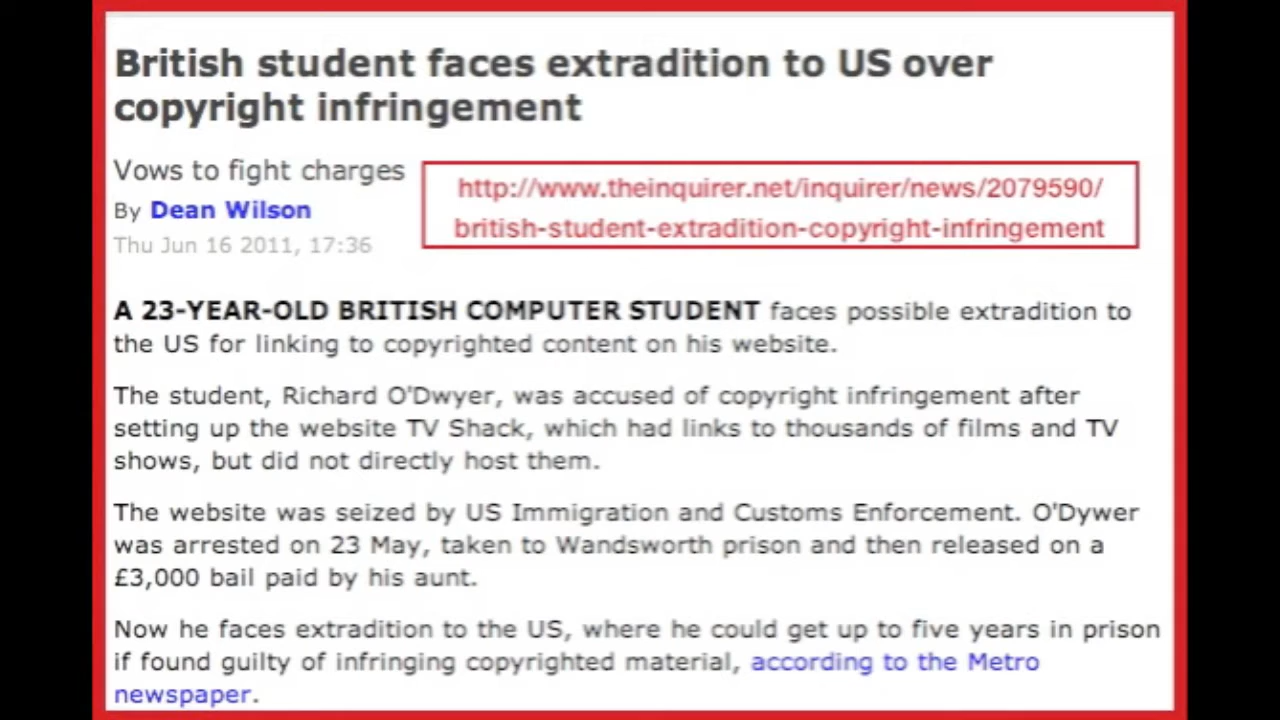 British student faces extradition to US over
copyright infringement
Vows to fight charges
By Dean Wilson
Thu Jun 16 2011, 17:36
http://www.theinquirer.net/inquirer/news/2079590/
british-student-extradition-copyright-infringement
A 23-YEAR-OLD BRITISH COMPUTER STUDENT faces possible extradition to
the US for linking to copyrighted content on his website.
The student, Richard O'Dwyer, was accused of copyright infringement after
setting up the website TV Shack, which had links to thousands of films and TV
shows, but did not directly host them.
The website was seized by US Immigration and Customs Enforcement. O'Dywer
was arrested on 23 May, taken to Wandsworth prison and then released on a
£3,000 bail paid by his aunt.
Now he faces extradition to the US, where he could get up to five years in prison
if found guilty of infringing copyrighted material, according to the Metro
newspaper.